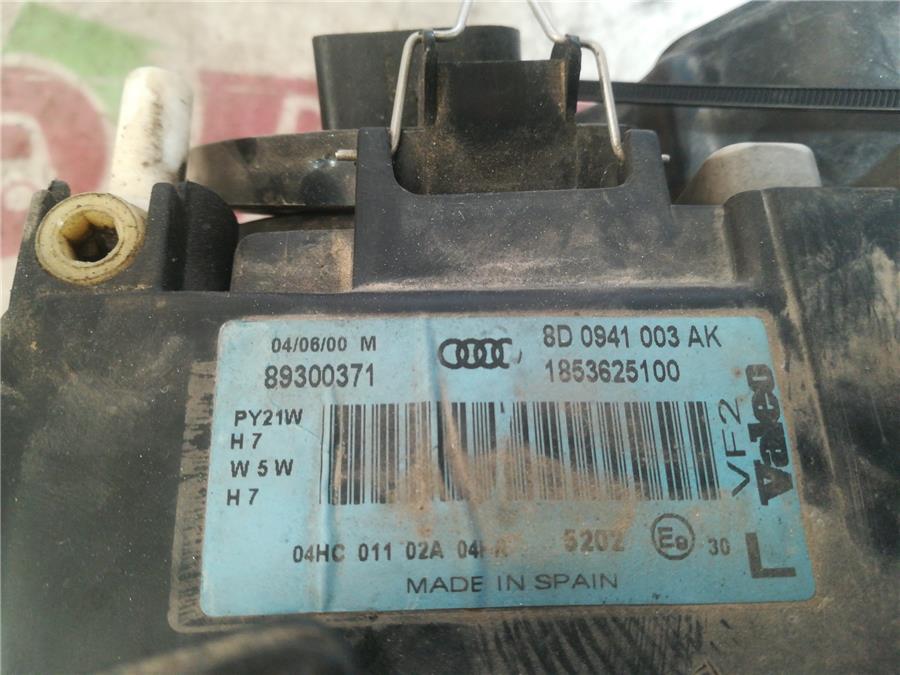 04/06/00 M
8D 0941 003 AK
89300371
1853625100
PY21W
H 7
W 5 W
H 7
VF2
Valeo
04HC 011 02A
5202
30
L
MADE IN SPAIN